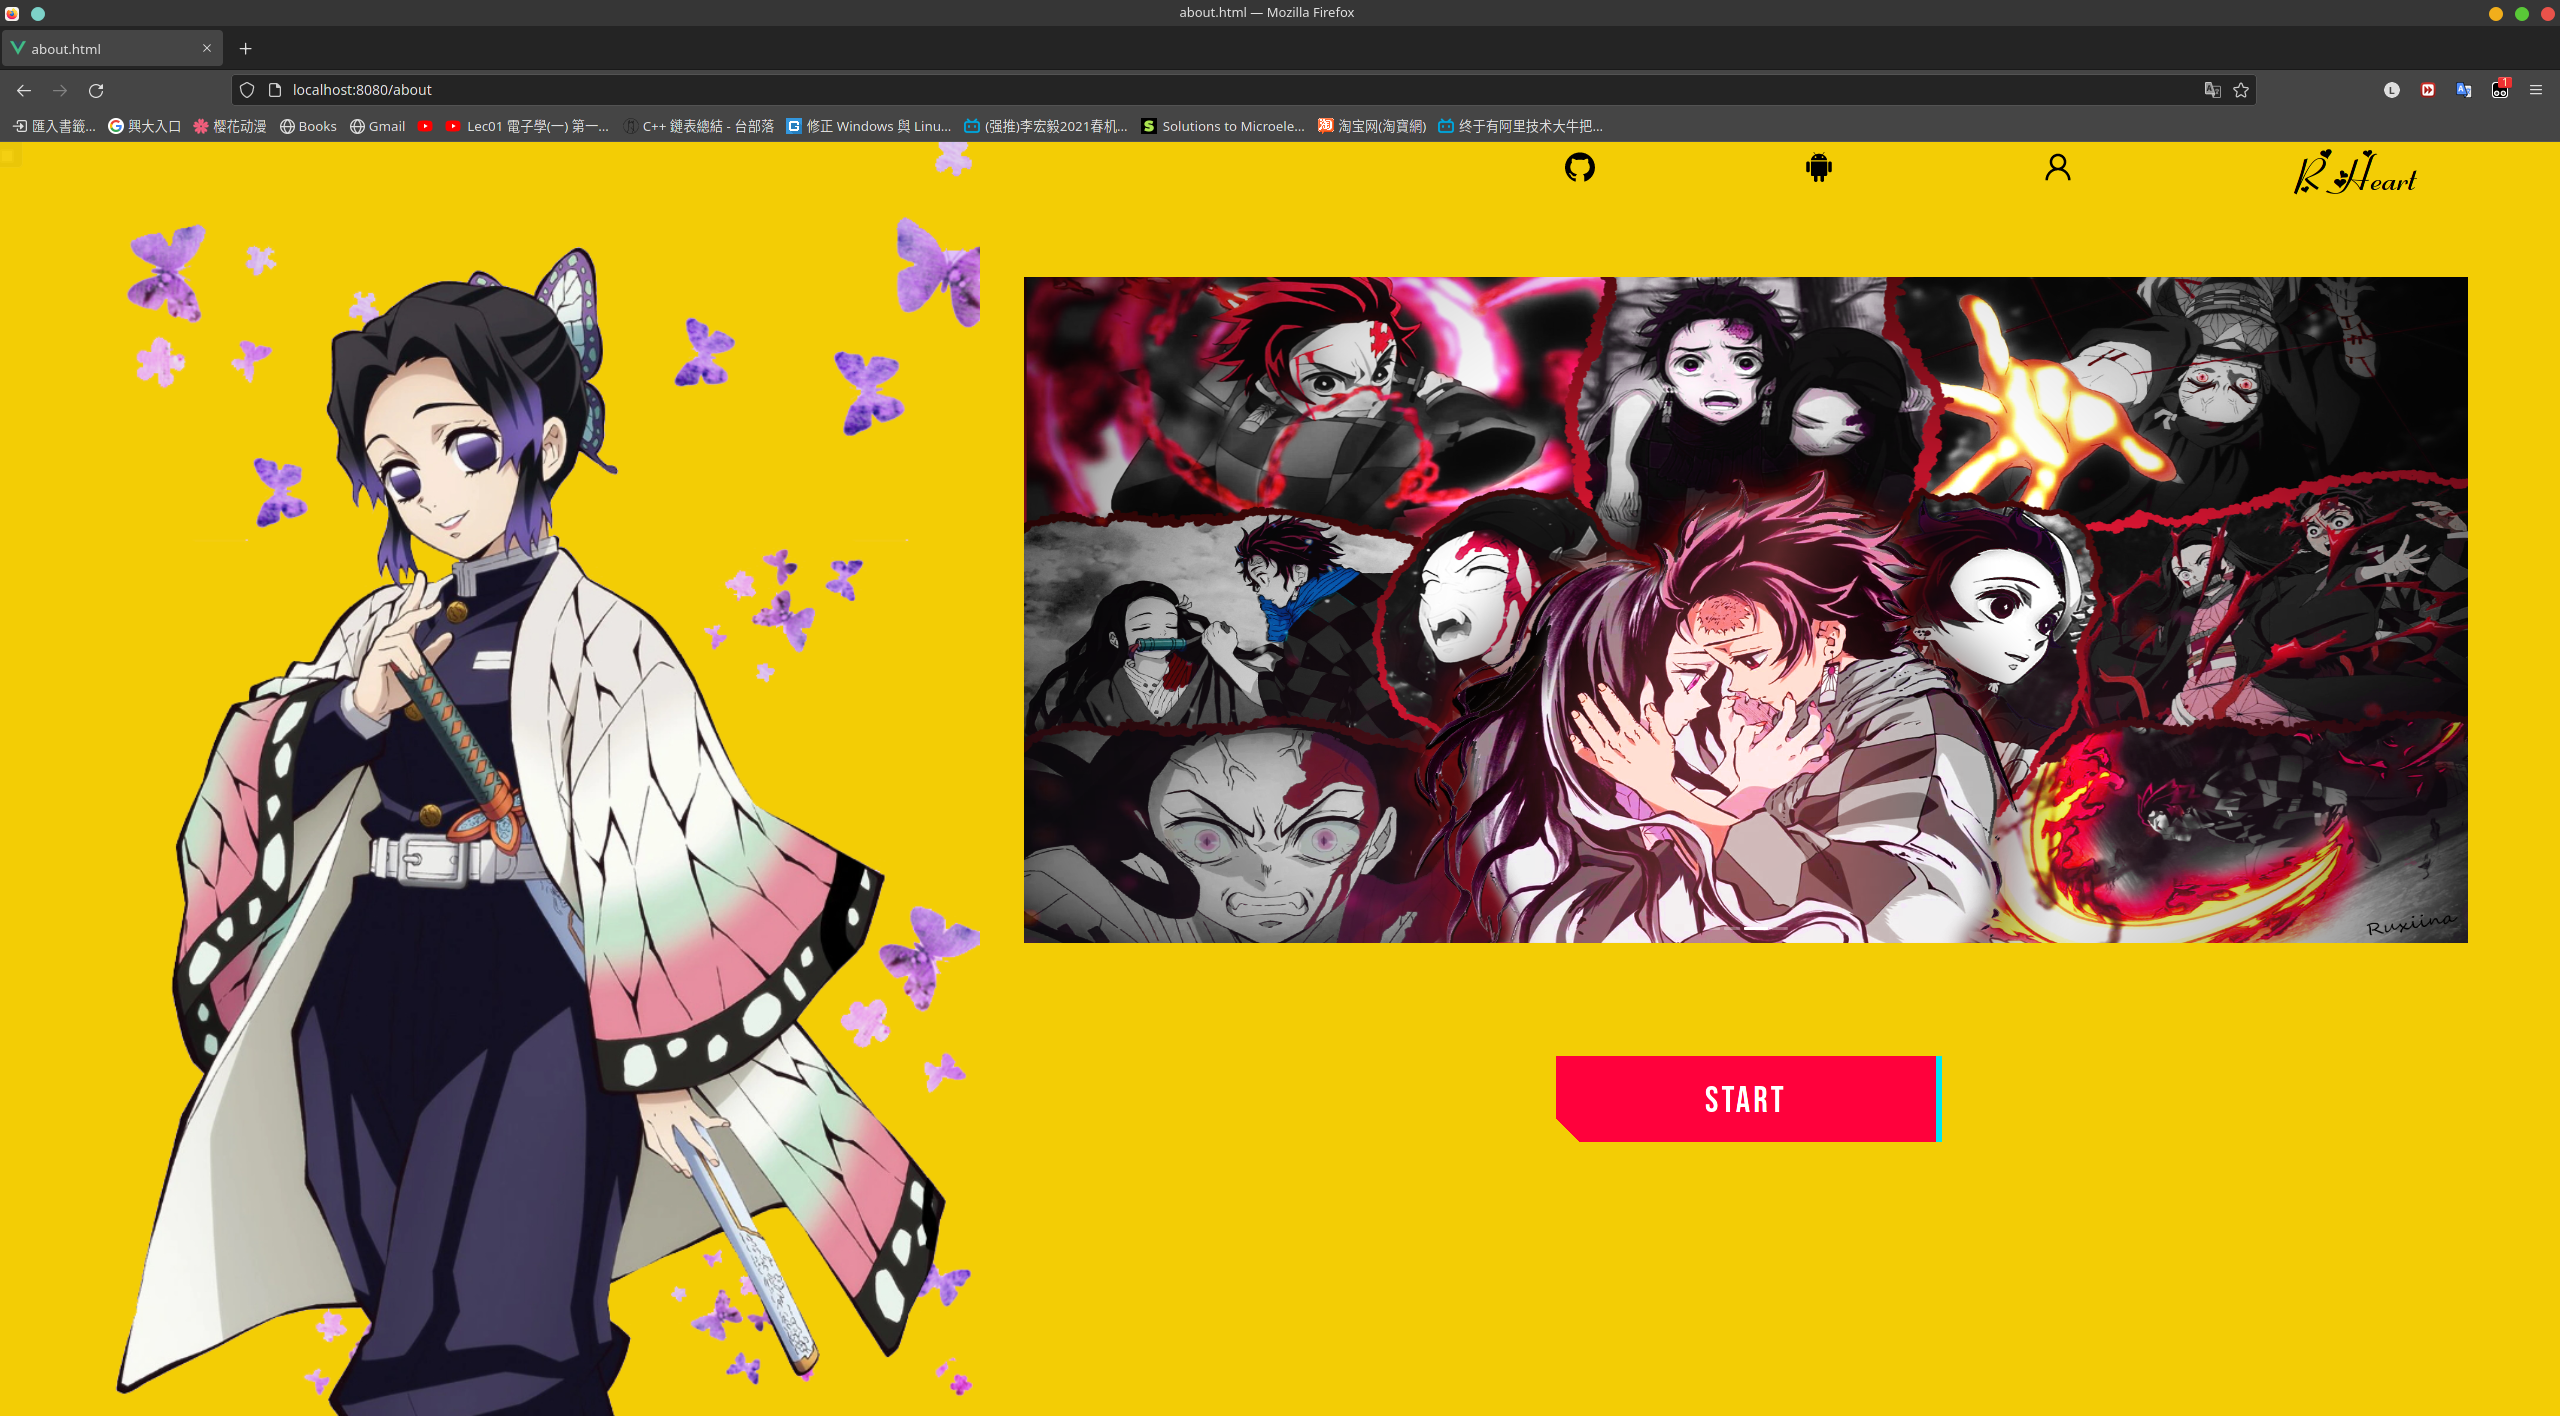 about.html — Mozilla Firefox
about.html
localhost:8080/about
匯入書籤... 興大入口 樱花动漫 Books Gmail Lec01 電子學(一) 第一... C++ 鏈表總結 - 台部落 修正 Windows 與 Linu... (强推)李宏毅2021春机... Solutions to Microele... 淘宝网(淘寶網) 终于有阿里技术大牛把...
R Heart
Ruxiina
START